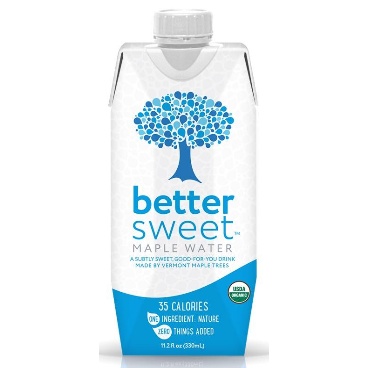 better
sweet™
MAPLE WATER
A SUBTLY SWEET, GOOD-FOR-YOU DRINK
MADE BY VERMONT MAPLE TREES
USDA
ORGANIC
35 CALORIES
ONE INGREDIENT, NATURE
ZERO THINGS ADDED
11.2 fl oz (330mL)